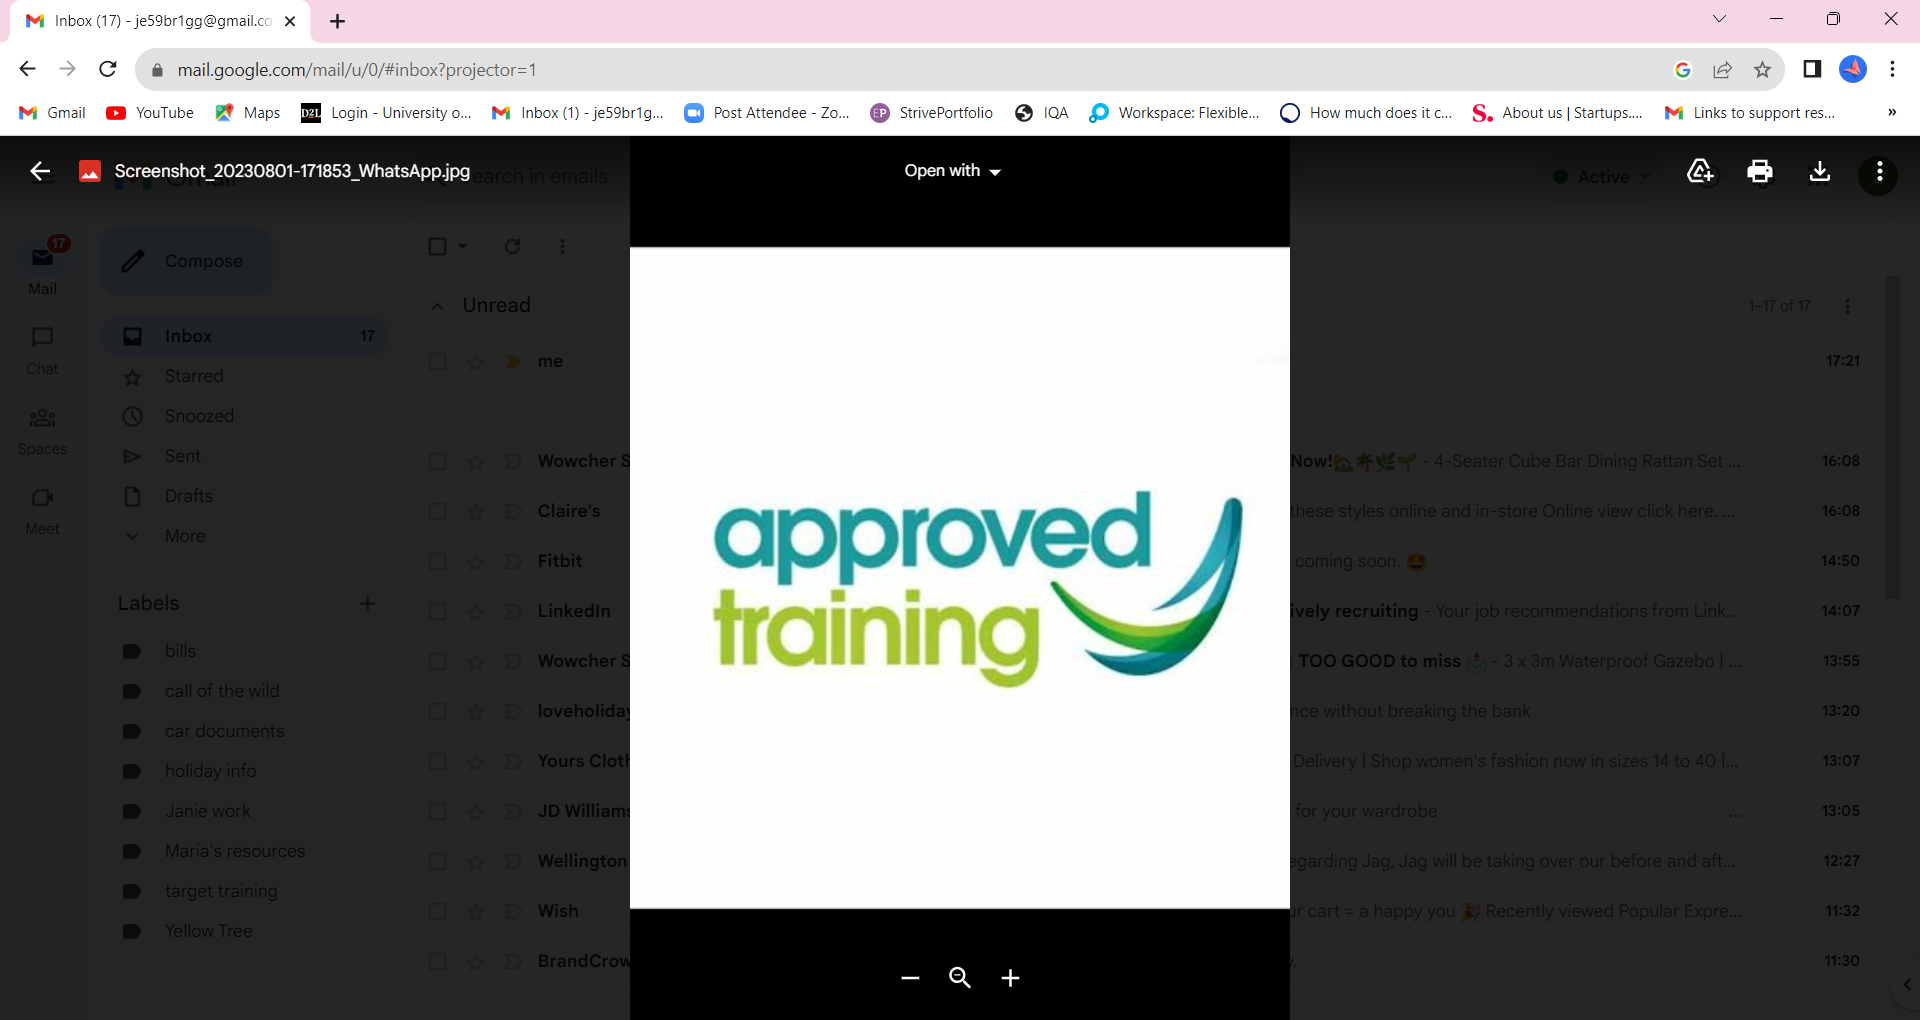 Inbox (17) - je59br1gg@gmail.co
mail.google.com/mail/u/0/#inbox?projector=1
Gmail YouTube Maps D2L Login - University o... Inbox (1) - je59br1g... Post Attendee - Zo... EP StrivePortfolio IQA Workspace: Flexible... How much does it c... S. About us | Startups.... Links to support res... »
Screenshot_20230801-171853_WhatsApp.jpg earch in emails Open with Active
17
Compose
Mail
Unread 1–17 of 17
Inbox 17
me 17:21
Chat
Starred
Snoozed
Spaces
Sent
Wowcher S Now! - 4-Seater Cube Bar Dining Rattan Set ... 16:08
Drafts
Claire's these styles online and in-store Online view click here. ... 16:08
Meet
More
Fitbit coming soon. 14:50
approved
training
Labels
LinkedIn ively recruiting - Your job recommendations from Link... 14:07
bills
Wowcher S TOO GOOD to miss - 3 x 3m Waterproof Gazebo | ... 13:55
call of the wild
loveholiday nce without breaking the bank 13:20
car documents
Yours Cloth Delivery | Shop women's fashion now in sizes 14 to 40 |... 13:07
holiday info
JD Williams for your wardrobe ... 13:05
Janie work
Maria's resources
Wellington egarding Jag, Jag will be taking over our before and aft... 12:27
target training
Wish ur cart = a happy you Recently viewed Popular Expre... 11:32
Yellow Tree
BrandCrow 11:30